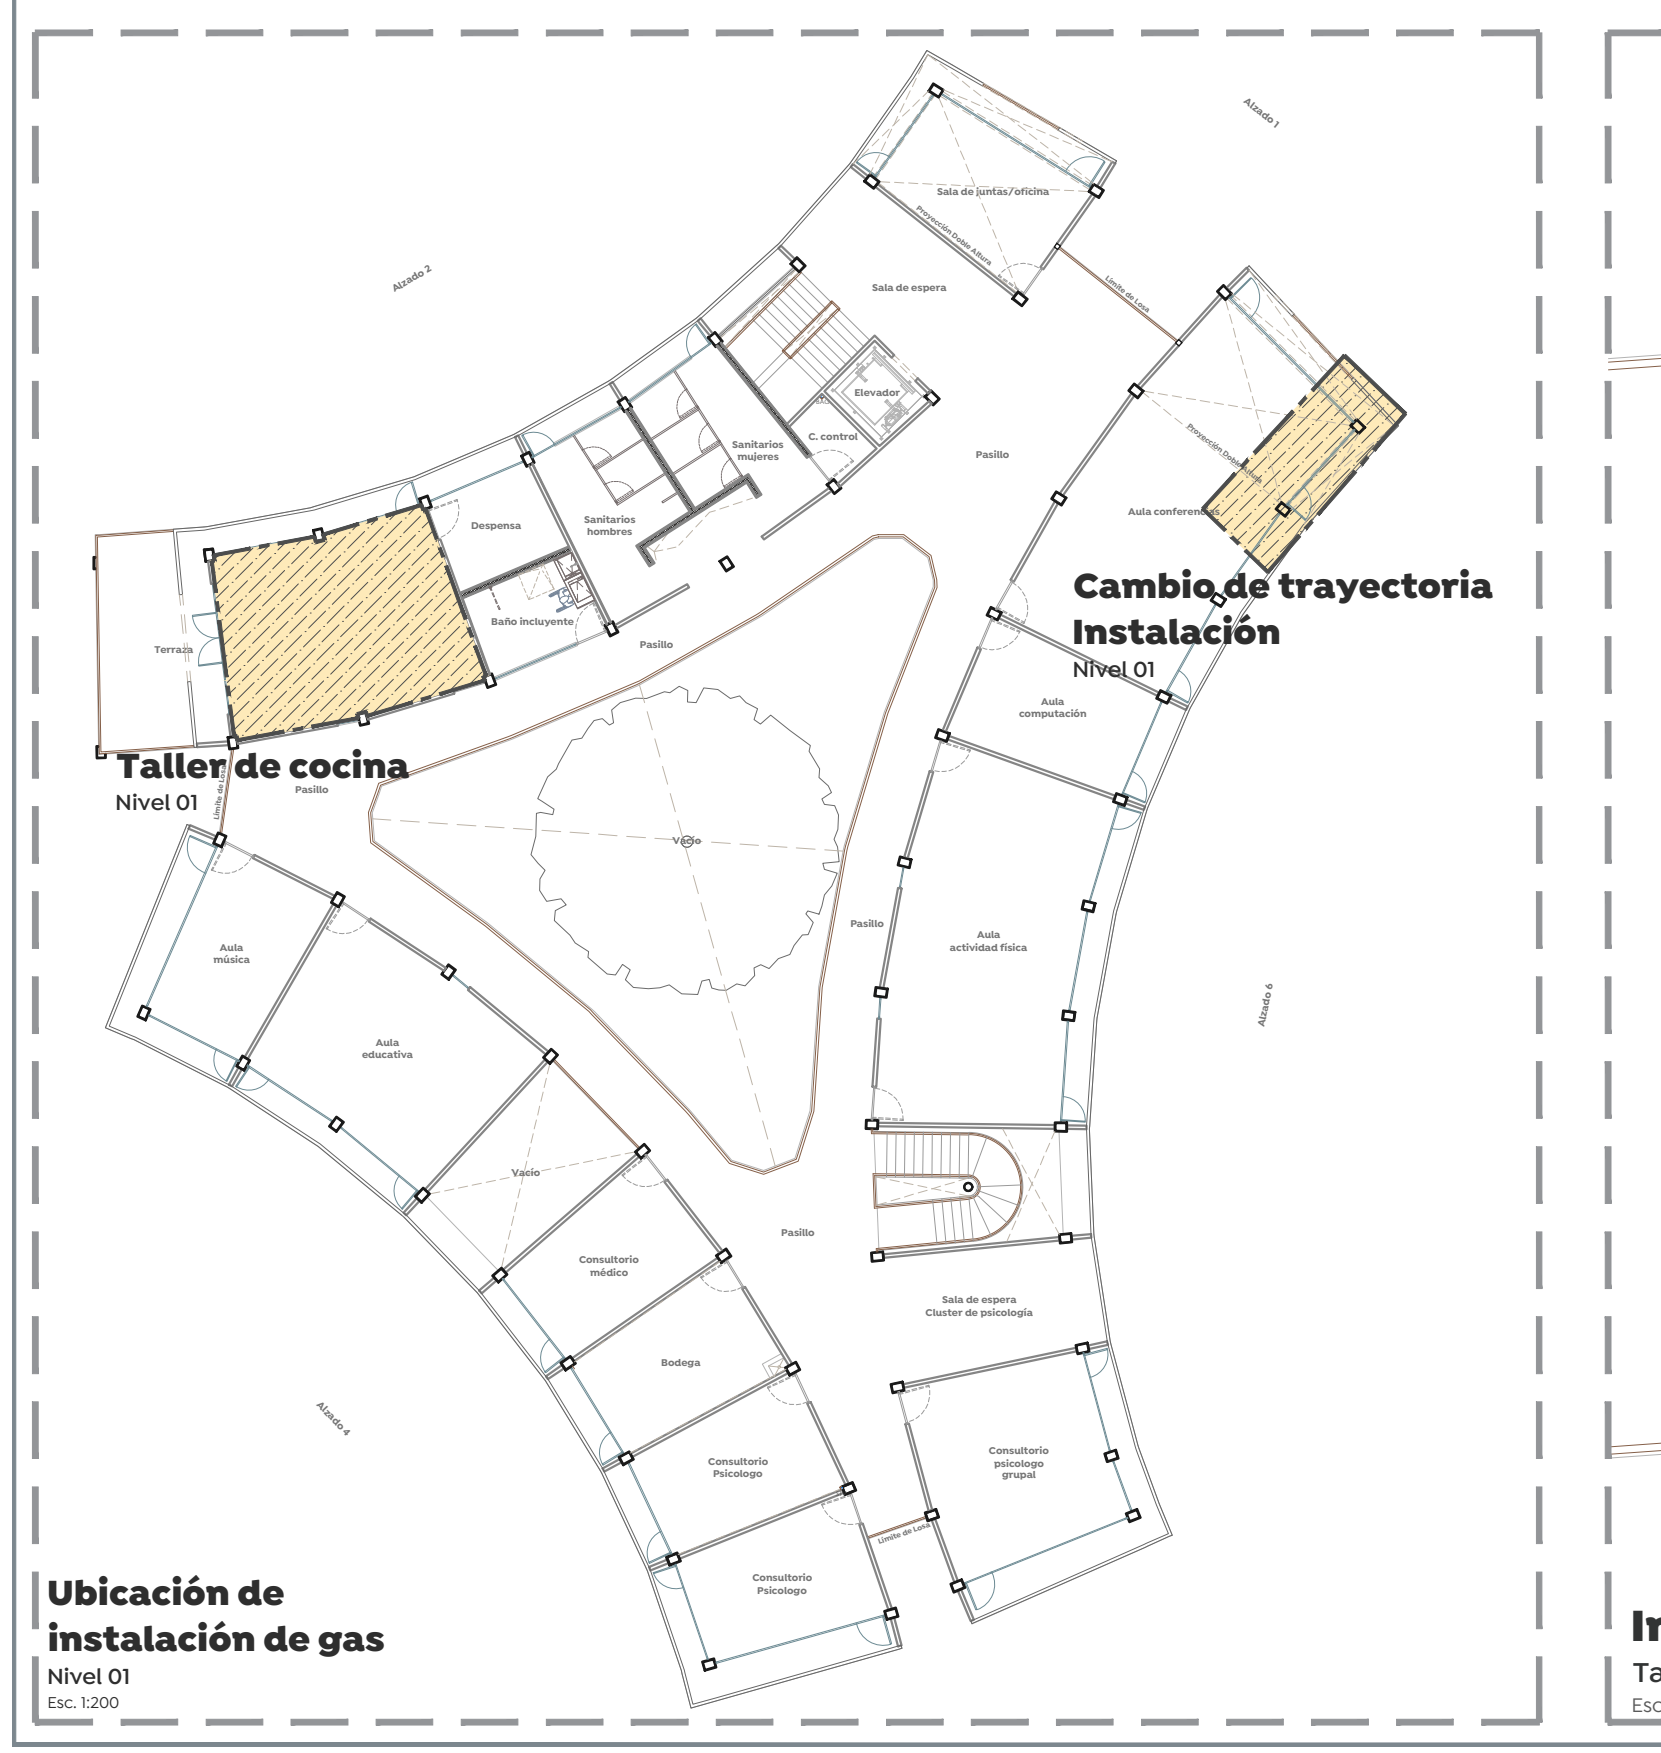 Alzado 1
Sala de juntas/oficina
Proyección Doble Altura
Alzado 2
Sala de espera
Límite de Losa
Elevador
C. control
Sanitarios
mujeres
Pasillo
Proyección Doble Altura
Aula conferencias
Despensa
Sanitarios
hombres
Cambio de trayectoria
Instalación
Nivel 01
Baño incluyente
Pasillo
Terraza
Aula
computación
Taller de cocina
Nivel 01
Límite de Losa
Pasillo
Vacío
Pasillo
Aula
actividad física
Aula
música
Alzado 6
Aula
educativa
Vacío
Pasillo
Consultorio
médico
Sala de espera
Cluster de psicología
Bodega
Alzado 4
Consultorio
Psicologo
Consultorio
psicologo
grupal
Límite de Losa
Consultorio
Psicologo
Ubicación de
instalación de gas
Nivel 01
Esc. 1:200
Ta
Esc